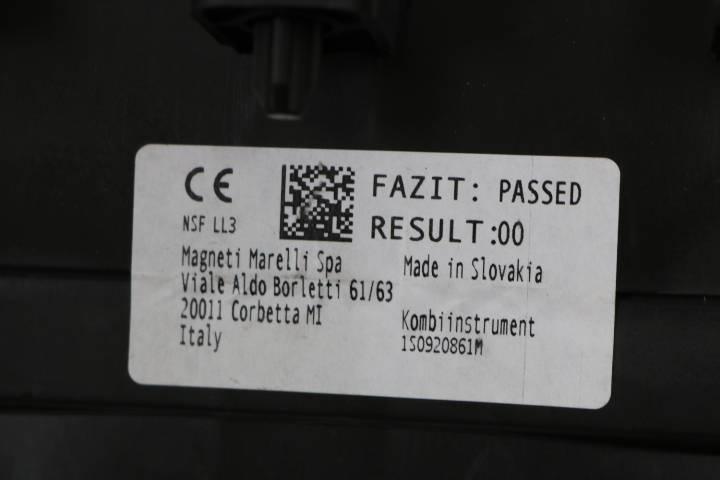 CE
NSF LL3
FAZIT: PASSED
RESULT:00
Magneti Marelli Spa
Viale Aldo Borletti 61/63
20011 Corbetta MI
Italy
Made in Slovakia
Kombiinstrument
1S0920861M